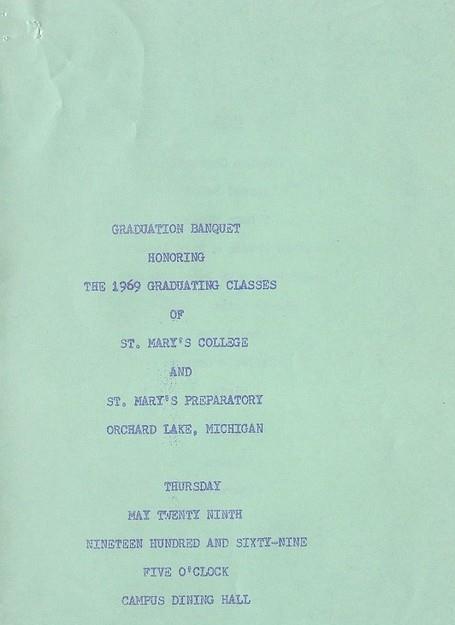 GRADUATION BANQUET
HONORING
THE 1969 GRADUATING CLASSES
OF
ST. MARY'S COLLEGE
AND
ST. MARY'S PREPARATORY
ORCHARD LAKE, MICHIGAN
THURSDAY
MAY TWENTY NINTH
NINETEEN HUNDRED AND SIXTY-NINE
FIVE O'CLOCK
CAMPUS DINING HALL